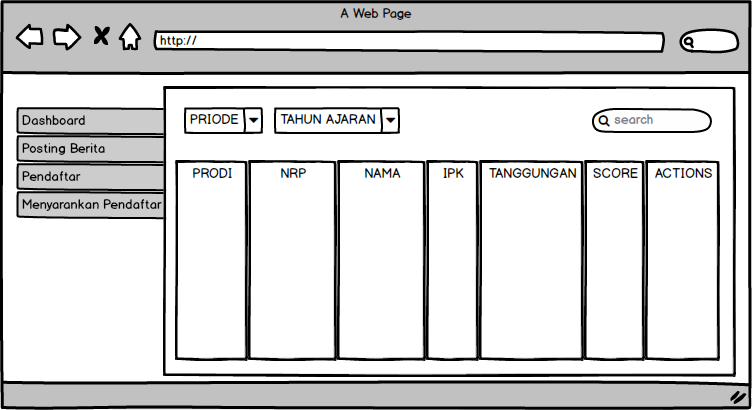 A Web Page
http://
Dashboard
Posting Berita
Pendaftar
Menyarankan Pendaftar
PRIODE
TAHUN AJARAN
search
PRODI
NRP
NAMA
IPK
TANGGUNGAN
SCORE
ACTIONS